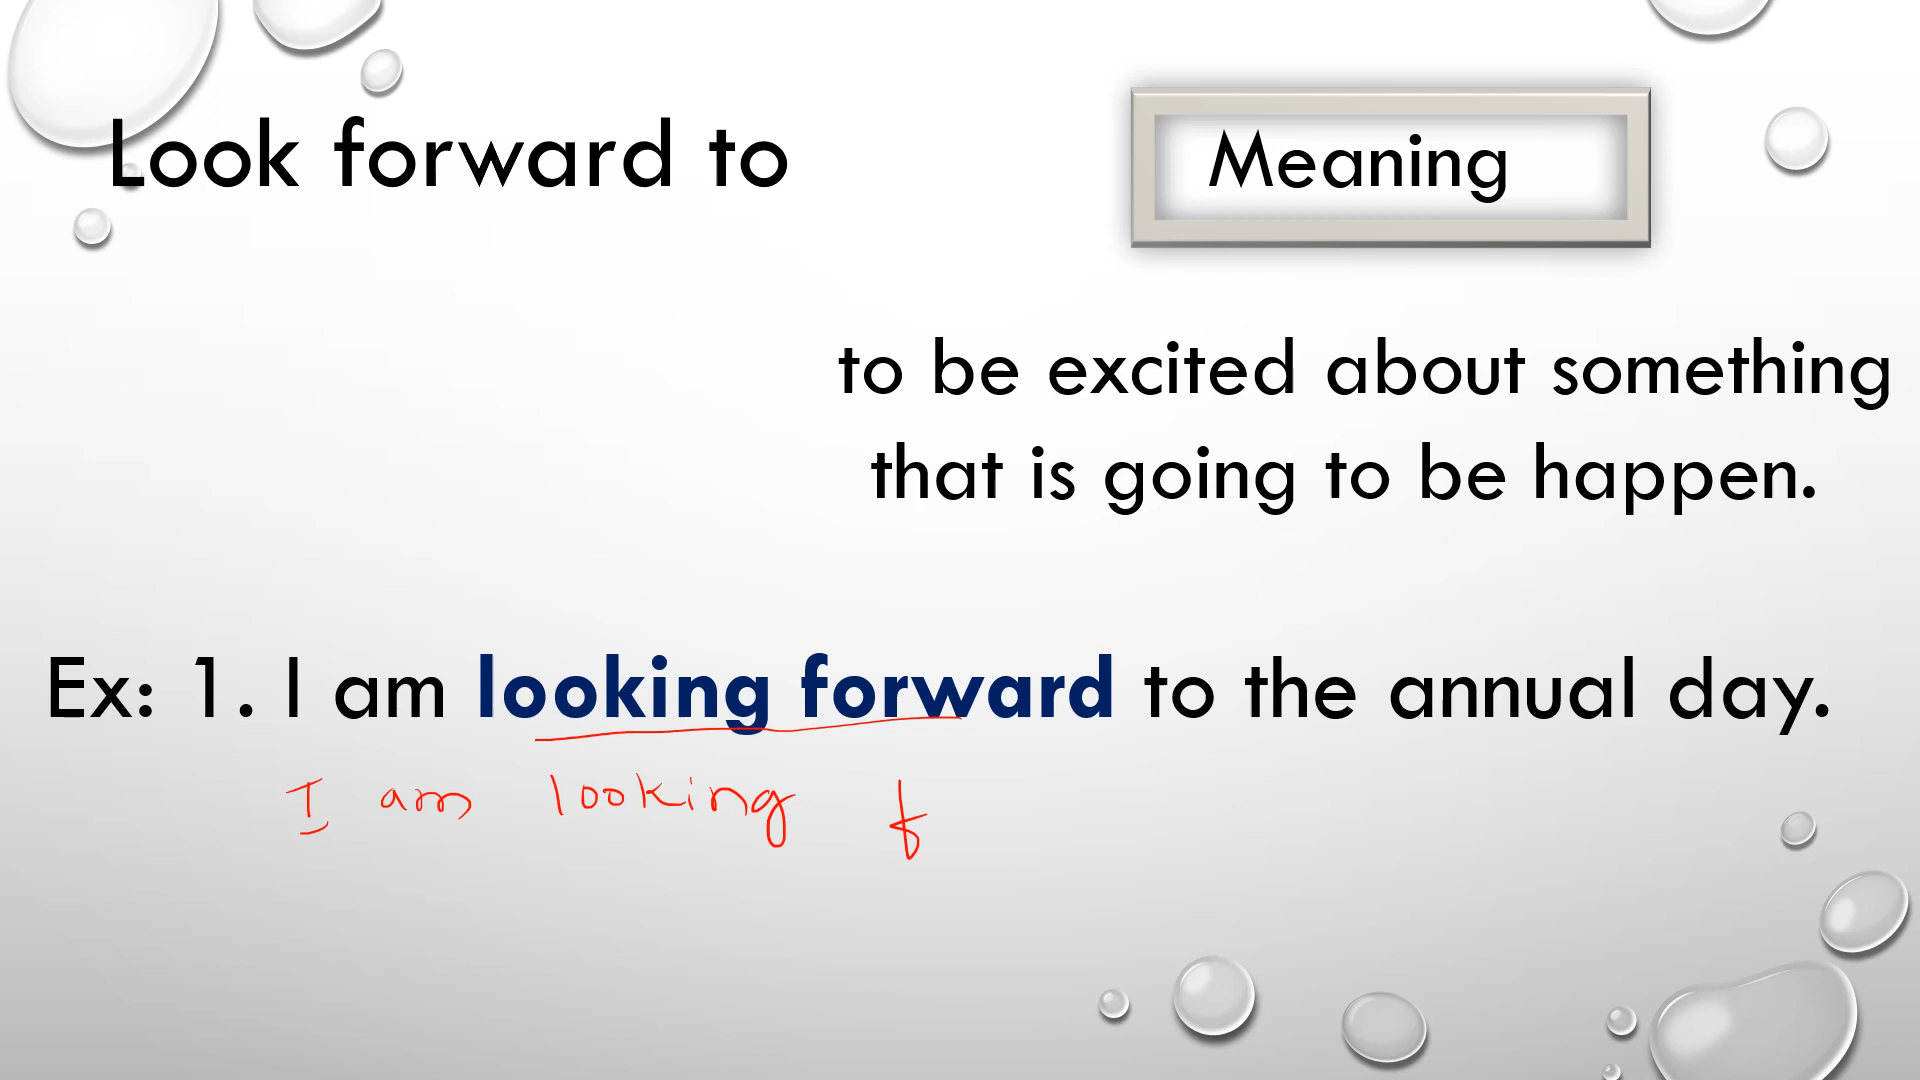 Look forward to
Meaning
to be excited about something
that is going to be happen.
Ex: 1. I am looking forward to the annual day.
I am looking f